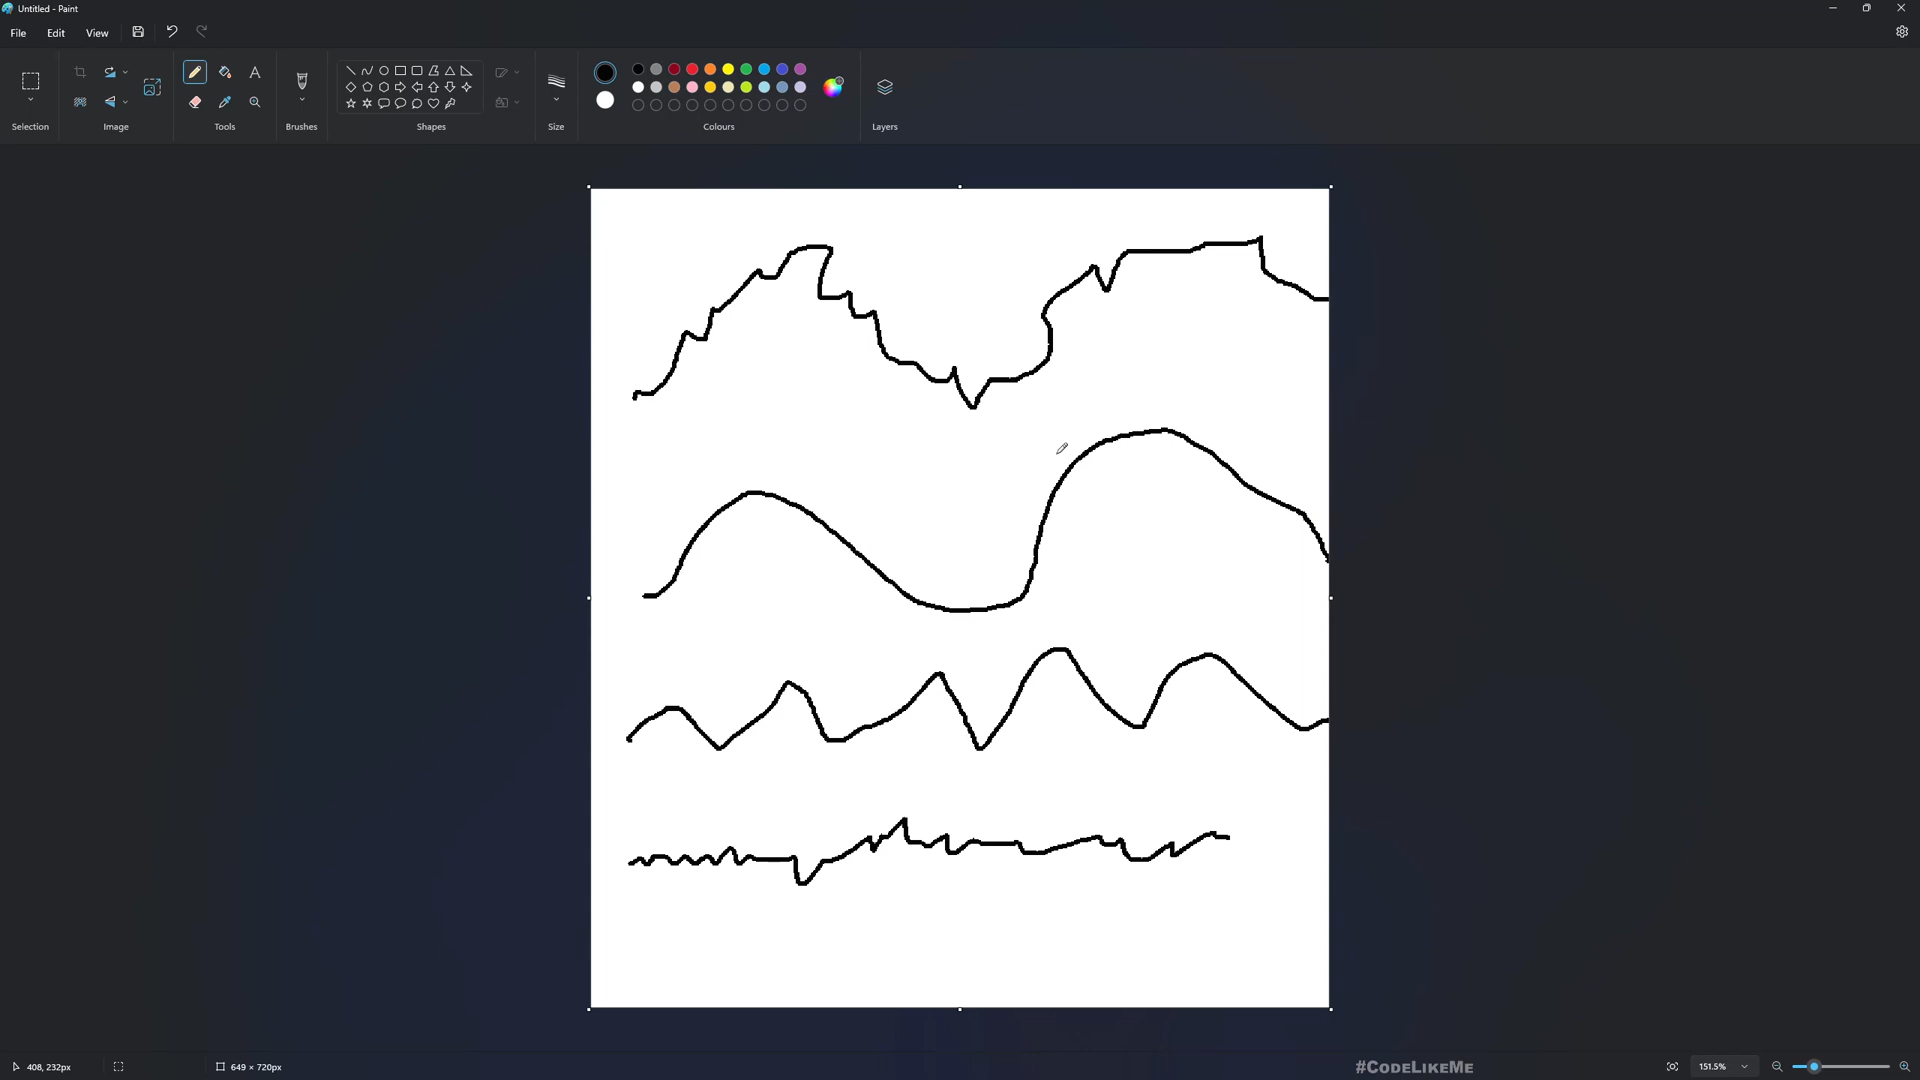 Untitled - Paint
File Edit View
Selection Image Tools Brushes Shapes Size Colours Layers
408, 232px
649 × 720px
#CodeLikeMe
151.5%